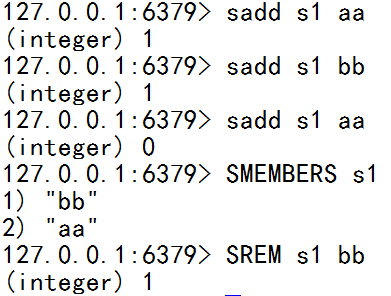 127.0.0.1:6379> sadd s1 aa
(integer) 1
127.0.0.1:6379> sadd s1 bb
(integer) 1
127.0.0.1:6379> sadd s1 aa
(integer) 0
127.0.0.1:6379> SMEMBERS s1
1) "bb"
2) "aa"
127.0.0.1:6379> SREM s1 bb
(integer) 1